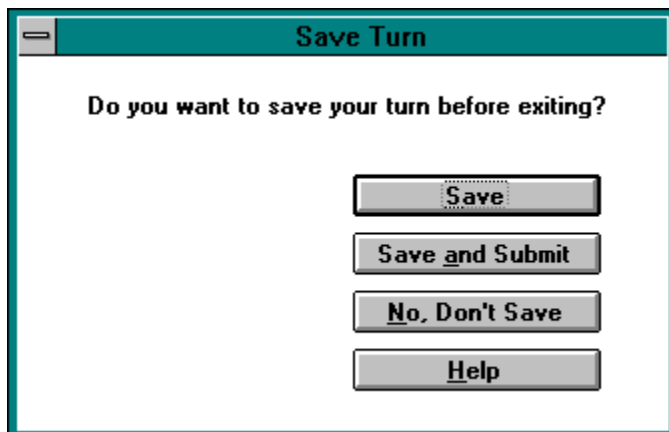 Save Turn
Do you want to save your turn before exiting?
Save
Save and Submit
No, Don't Save
Help